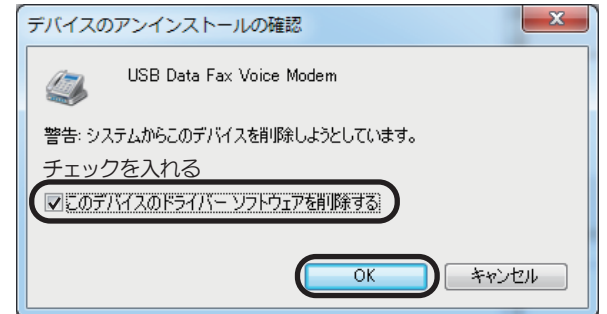 デバイスのアンインストールの確認
USB Data Fax Voice Modem
警告: システムからこのデバイスを削除しようとしています。
チェックを入れる
このデバイスのドライバー ソフトウェアを削除する
OK キャンセル